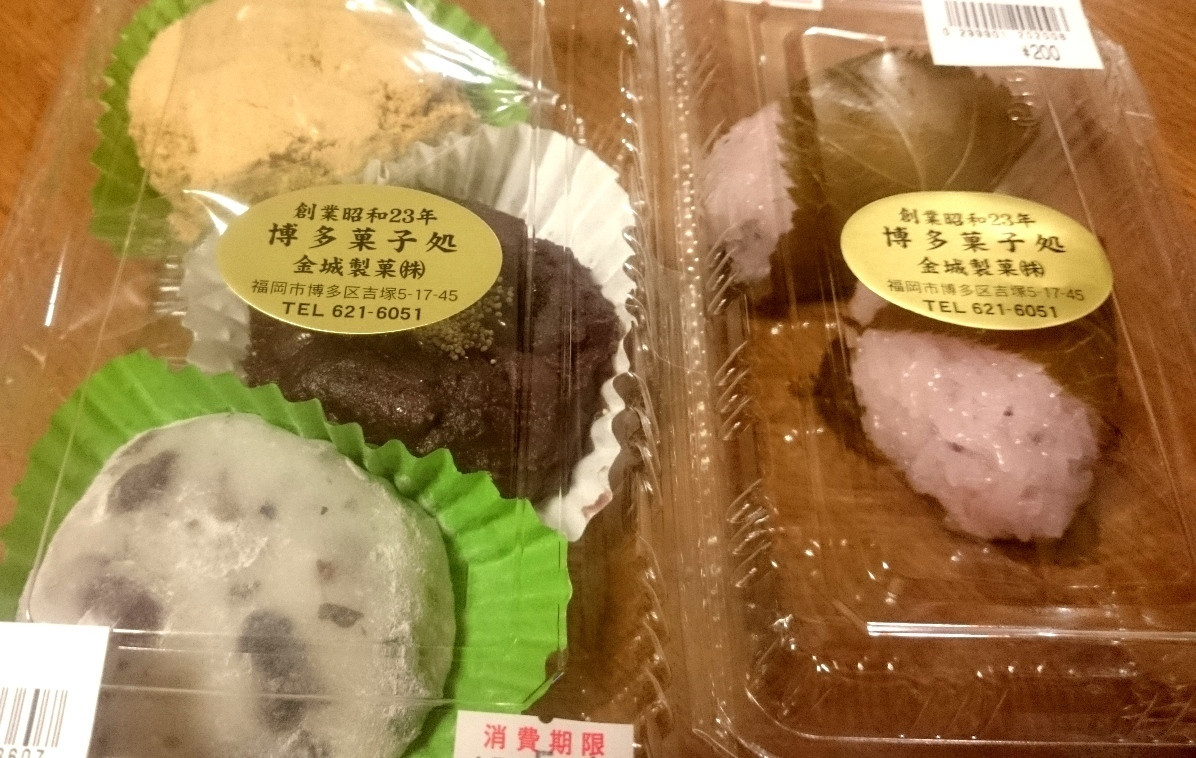 創業昭和23年
博多菓子処
金城製菓㈱
福岡市博多区吉塚5-17-45
TEL 621-6051
¥200
創業昭和23年
博多菓子処
金城製菓㈱
福岡市博多区吉塚5-17-45
TEL 621-6051
消費期限